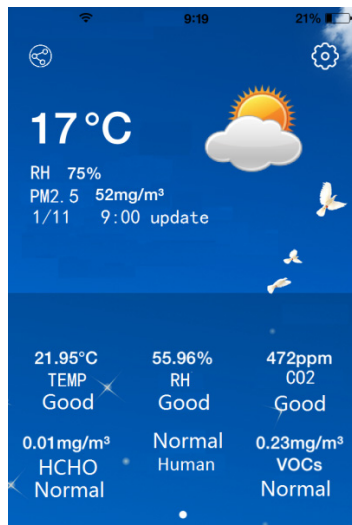 9:19 21%
17°C
RH 75%
PM2.5 52mg/m³
1/11 9:00 update
21.95°C 55.96% 472ppm
TEMP RH CO2
Good Good Good
0.01mg/m³ Normal 0.23mg/m³
HCHO Human VOCs
Normal Normal